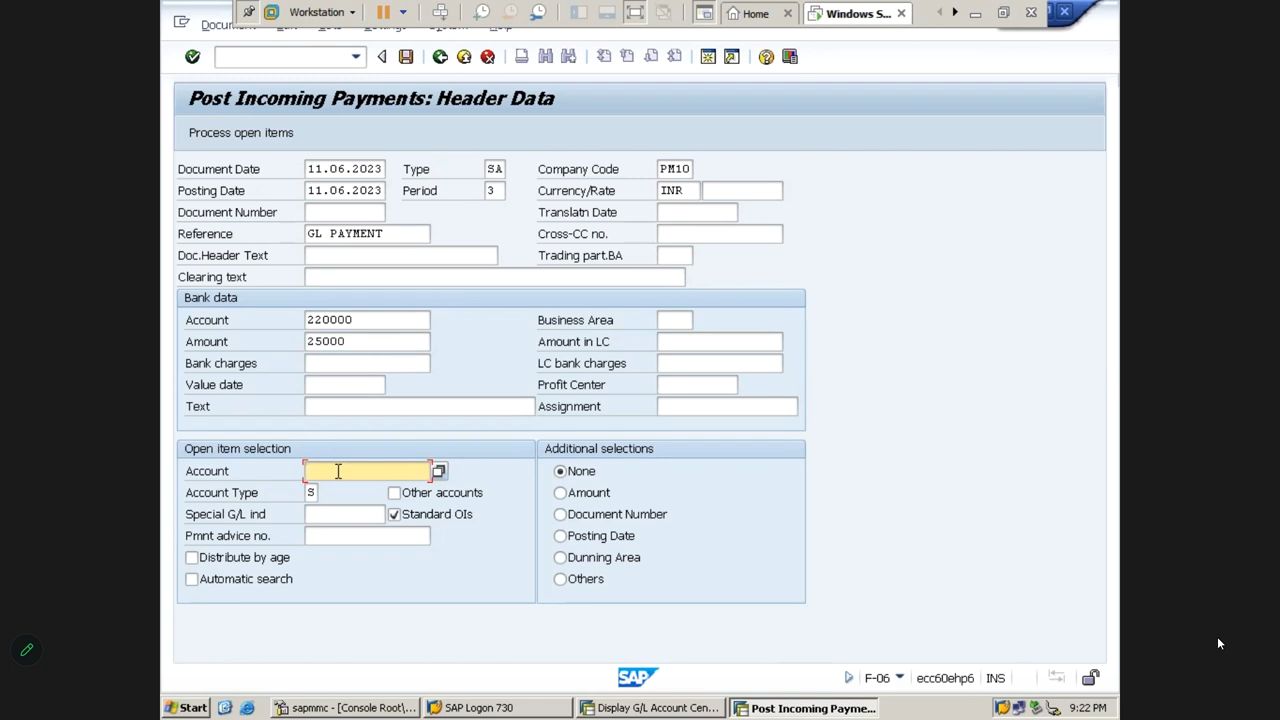 Workstation
Home
Windows S...
Document
Post Incoming Payments: Header Data
Process open items
Document Date 11.06.2023 Type SA Company Code PM10
Posting Date 11.06.2023 Period 3 Currency/Rate INR
Document Number Translatn Date
Reference GL PAYMENT Cross-CC no.
Doc.Header Text Trading part.BA
Clearing text
Bank data
Account 220000 Business Area
Amount 25000 Amount in LC
Bank charges LC bank charges
Value date Profit Center
Text Assignment
Open item selection Additional selections
Account None
Account Type S Other accounts Amount
Special G/L ind Standard OIs Document Number
Pmnt advice no. Posting Date
Distribute by age Dunning Area
Automatic search Others
SAP F-06 ecc60ehp6 INS
Start sapmmc - [Console Root\... SAP Logon 730 Display G/L Account Cen... Post Incoming Payme... 9:22 PM